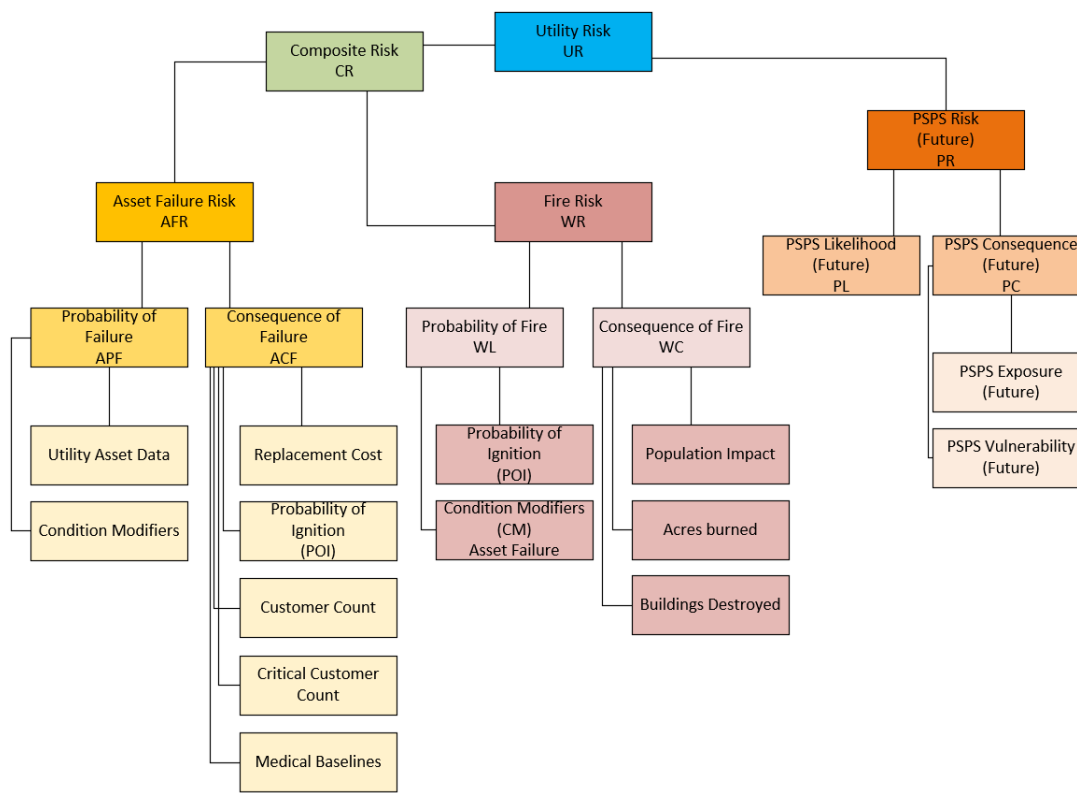 Utility Risk
UR
Composite Risk
CR
PSPS Risk
(Future)
PR
Asset Failure Risk
AFR
Fire Risk
WR
PSPS Likelihood
(Future)
PL
PSPS Consequence
(Future)
PC
Probability of
Failure
APF
Consequence of
Failure
ACF
Probability of Fire
WL
Consequence of Fire
WC
PSPS Exposure
(Future)
Utility Asset Data
Replacement Cost
Probability of
Ignition
(POI)
Population Impact
PSPS Vulnerability
(Future)
Condition Modifiers
Probability of
Ignition
(POI)
Condition Modifiers
(CM)
Asset Failure
Acres burned
Customer Count
Buildings Destroyed
Critical Customer
Count
Medical Baselines